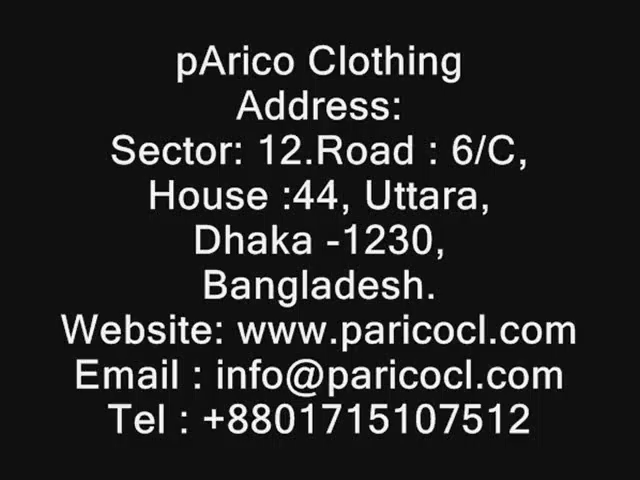 pArico Clothing
Address:
Sector: 12.Road : 6/C,
House :44, Uttara,
Dhaka -1230,
Bangladesh.
Website: www.paricocl.com
Email : info@paricocl.com
Tel : +8801715107512